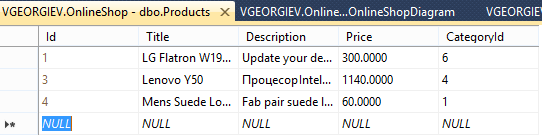 VGEORGIEV.OnlineShop - dbo.Products VGEORGIEV.Online...OnlineShopDiagram VGEORGIEV
Id Title Description Price CategoryId
1 LG Flatron W19... Update your de... 300.0000 6
3 Lenovo Y50 ПроцесорIntel... 1140.0000 4
4 Mens Suede Lo... Fab pair suede l... 60.0000 1
NULL NULL NULL NULL NULL